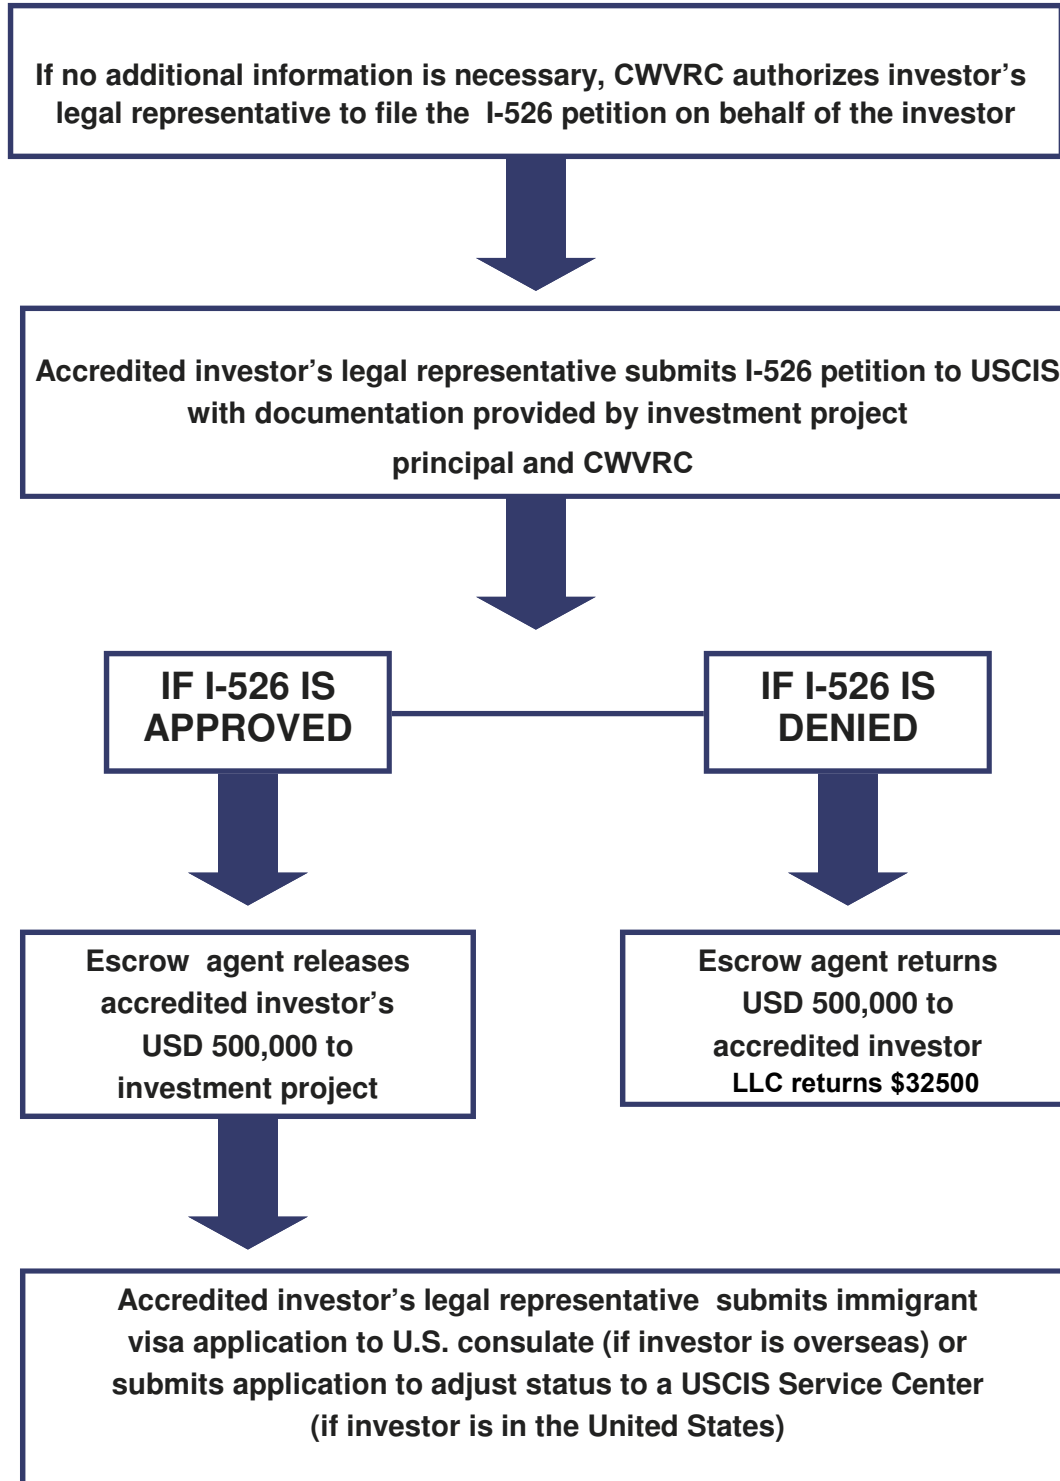 If no additional information is necessary, CWVRC authorizes investor’s
legal representative to file the I-526 petition on behalf of the investor
Accredited investor’s legal representative submits I-526 petition to USCIS
with documentation provided by investment project
principal and CWVRC
IF I-526 IS
APPROVED
IF I-526 IS
DENIED
Escrow agent releases
accredited investor’s
USD 500,000 to
investment project
Escrow agent returns
USD 500,000 to
accredited investor
LLC returns $32500
Accredited investor’s legal representative submits immigrant
visa application to U.S. consulate (if investor is overseas) or
submits application to adjust status to a USCIS Service Center
(if investor is in the United States)